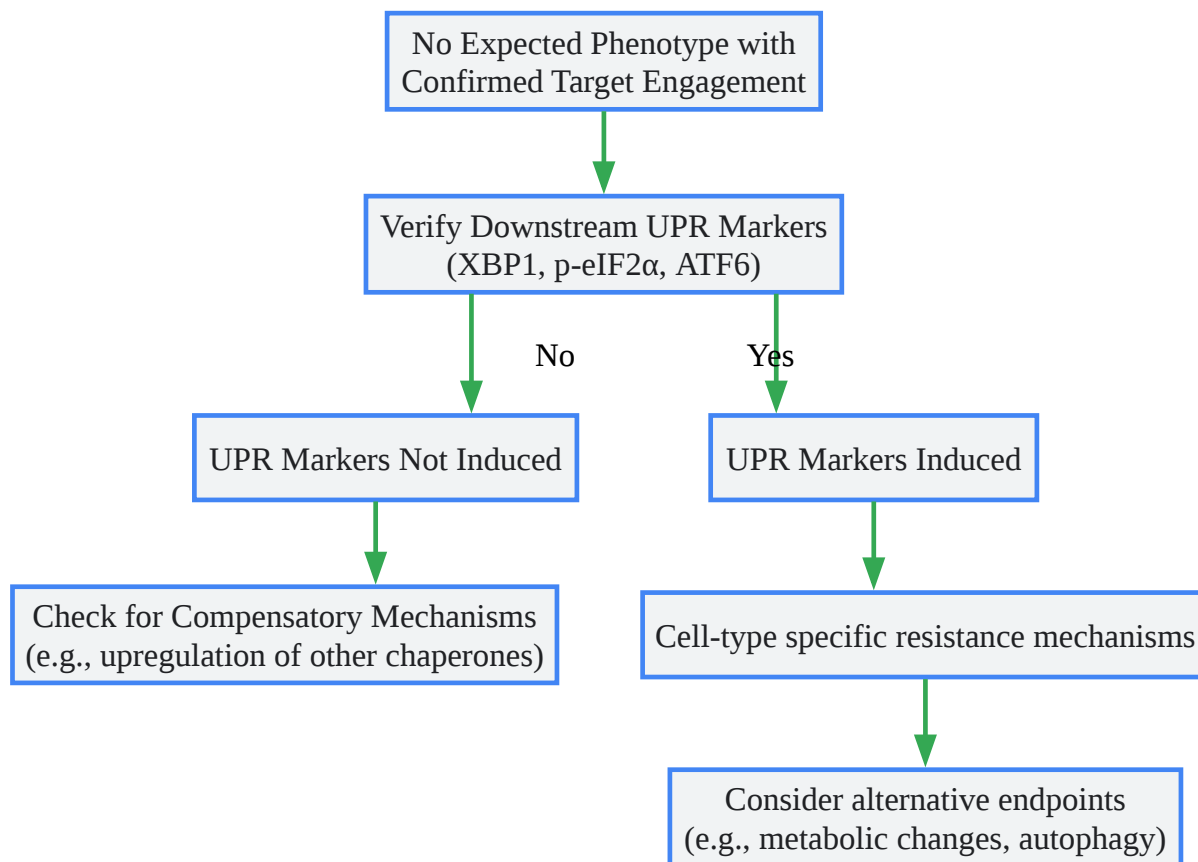 No Expected Phenotype with
Confirmed Target Engagement
Verify Downstream UPR Markers
(XBP1, p-eIF2α, ATF6)
No
Yes
UPR Markers Not Induced
UPR Markers Induced
Check for Compensatory Mechanisms
(e.g., upregulation of other chaperones)
Cell-type specific resistance mechanisms
Consider alternative endpoints
(e.g., metabolic changes, autophagy)